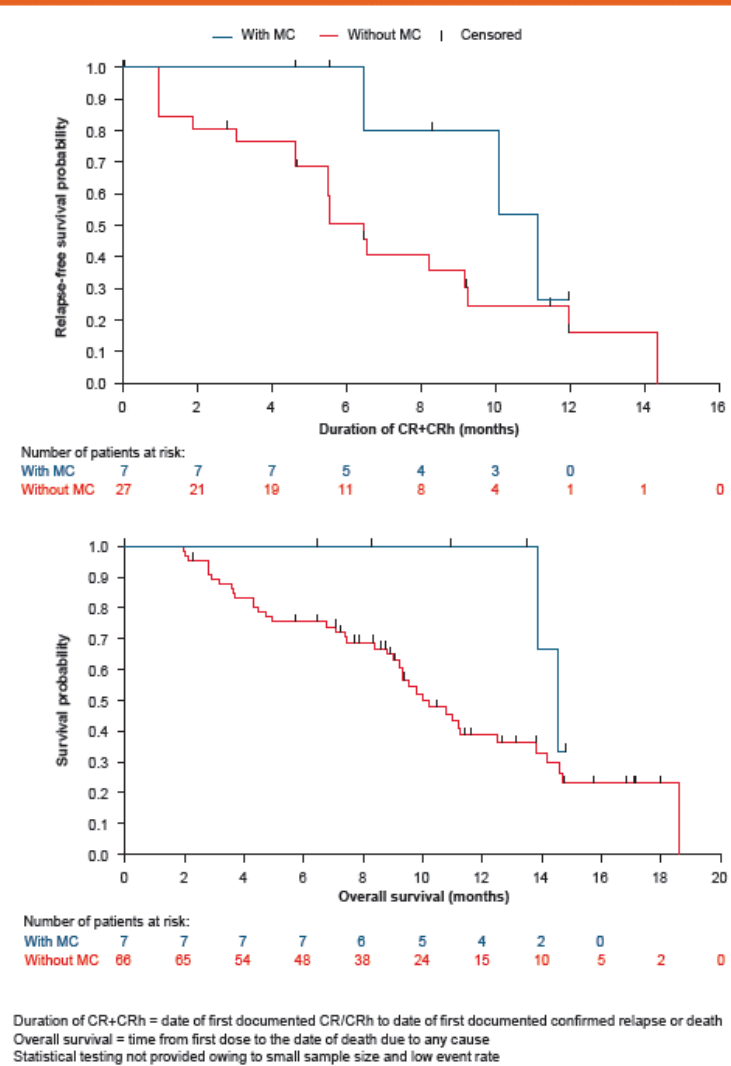 With MC Without MC Censored
1.0
0.9
0.8
0.7
0.6
0.5
0.4
0.3
0.2
0.1
0.0
Relapse-free survival probability
0 2 4 6 8 10 12 14 16
Duration of CR+CRh (months)
Number of patients at risk:
With MC 7 7 7 5 4 3 0
Without MC 27 21 19 11 8 4 1 1 0
1.0
0.9
0.8
0.7
0.6
0.5
0.4
0.3
0.2
0.1
0.0
Survival probability
0 2 4 6 8 10 12 14 16 18 20
Overall survival (months)
Number of patients at risk:
With MC 7 7 7 7 6 5 4 2 0
Without MC 66 65 54 48 38 24 15 10 5 2 0
Duration of CR+CRh = date of first documented CR/CRh to date of first documented confirmed relapse or death
Overall survival = time from first dose to the date of death due to any cause
Statistical testing not provided owing to small sample size and low event rate